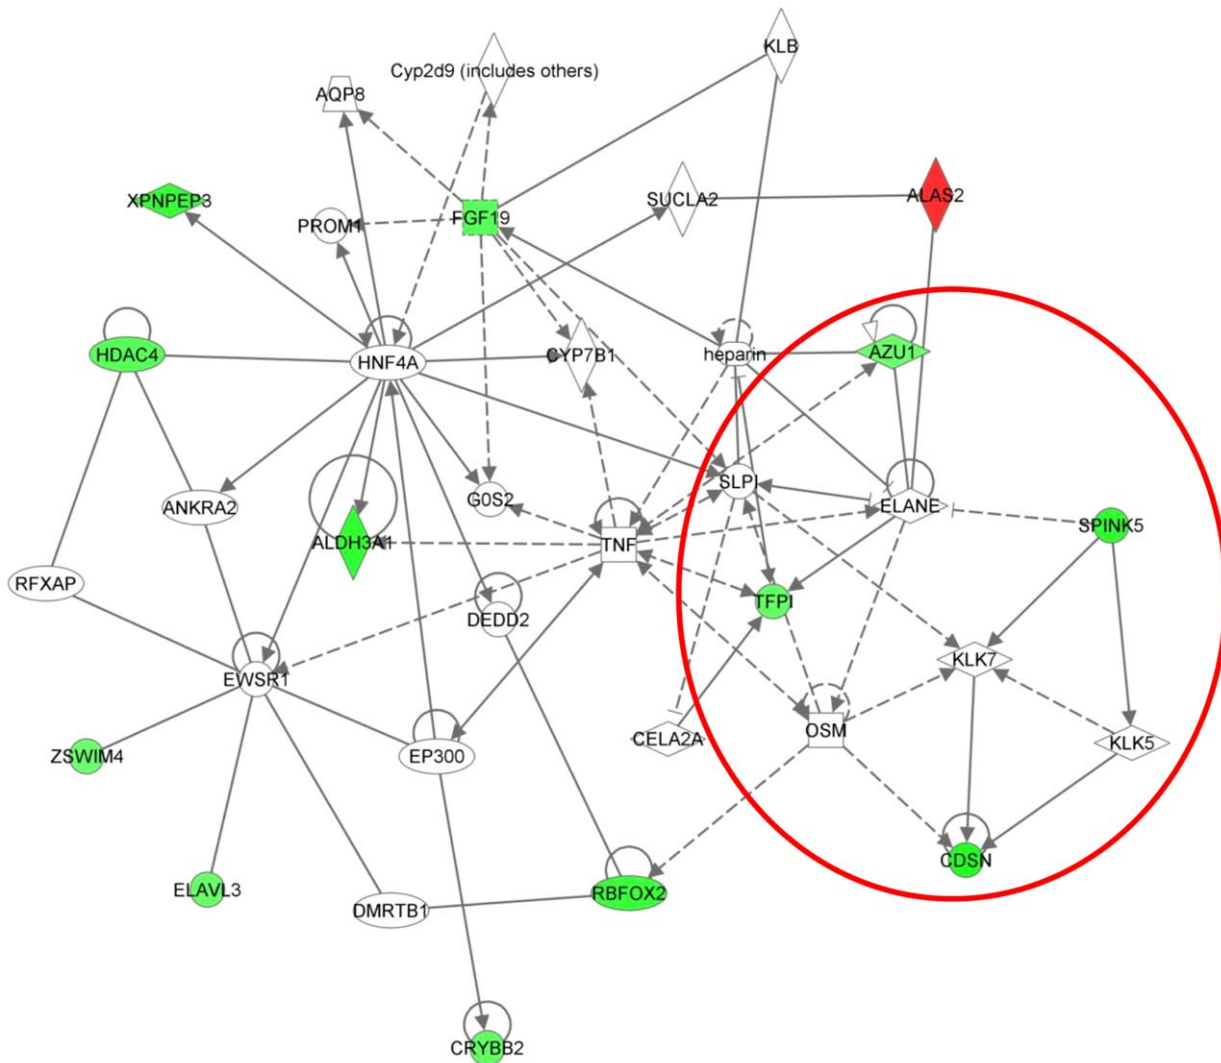 KLB
Cyp2d9 (includes others)
AQP8
XPNPEP3
SUCLA2
ALAS2
PROM1
FGF19
HDAC4
HNF4A
CYP7B1
heparin
AZU1
SLPI
G0S2
ELANE
ANKRA2
SPINK5
ALDH3A1
TNF
RFXAP
TFPI
DEDD2
KLK7
EWSR1
OSM
CELA2A
KLK5
ZSWIM4
EP300
CDSN
ELAVL3
RBFOX2
DMRTB1
CRYBB2